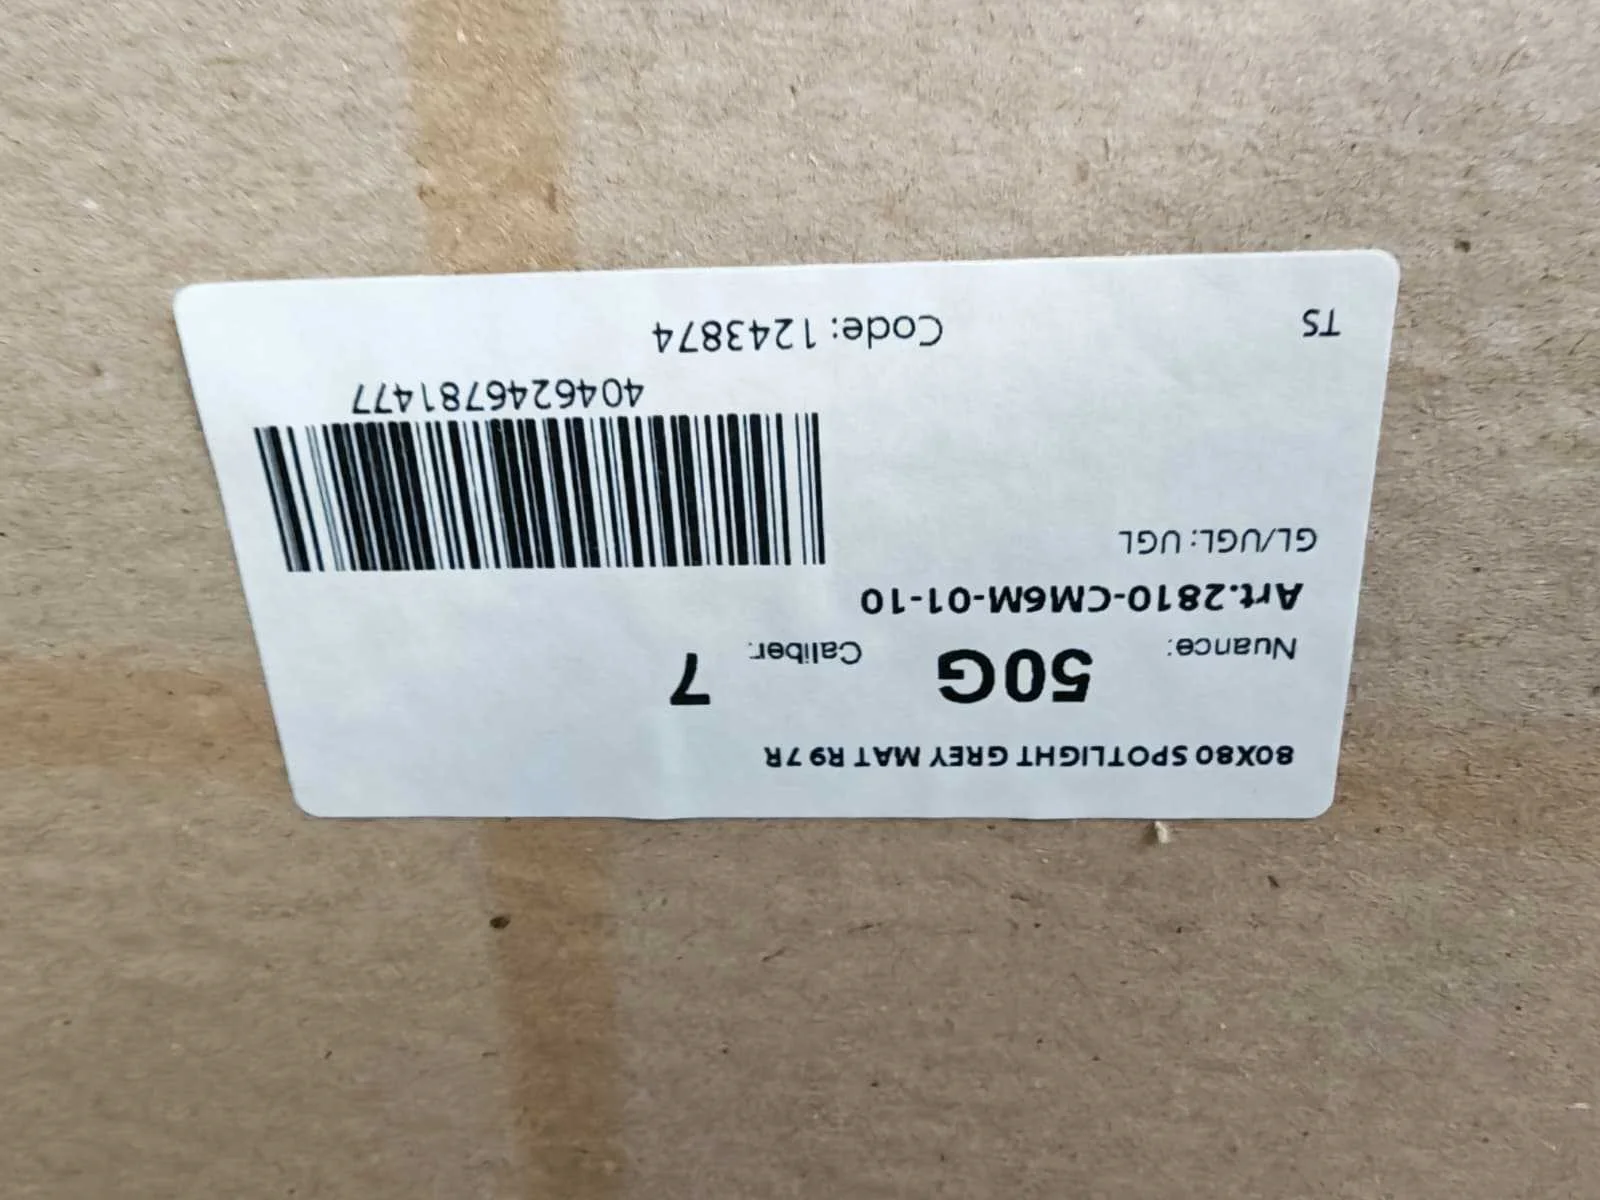 80X80 SPOTLIGHT GREY MAT R9 7R
Nuance: 50G Caliber: 7
Art.2810-CM6M-01-10
GL/UGL: UGL
4046246781477
TS Code: 1243874